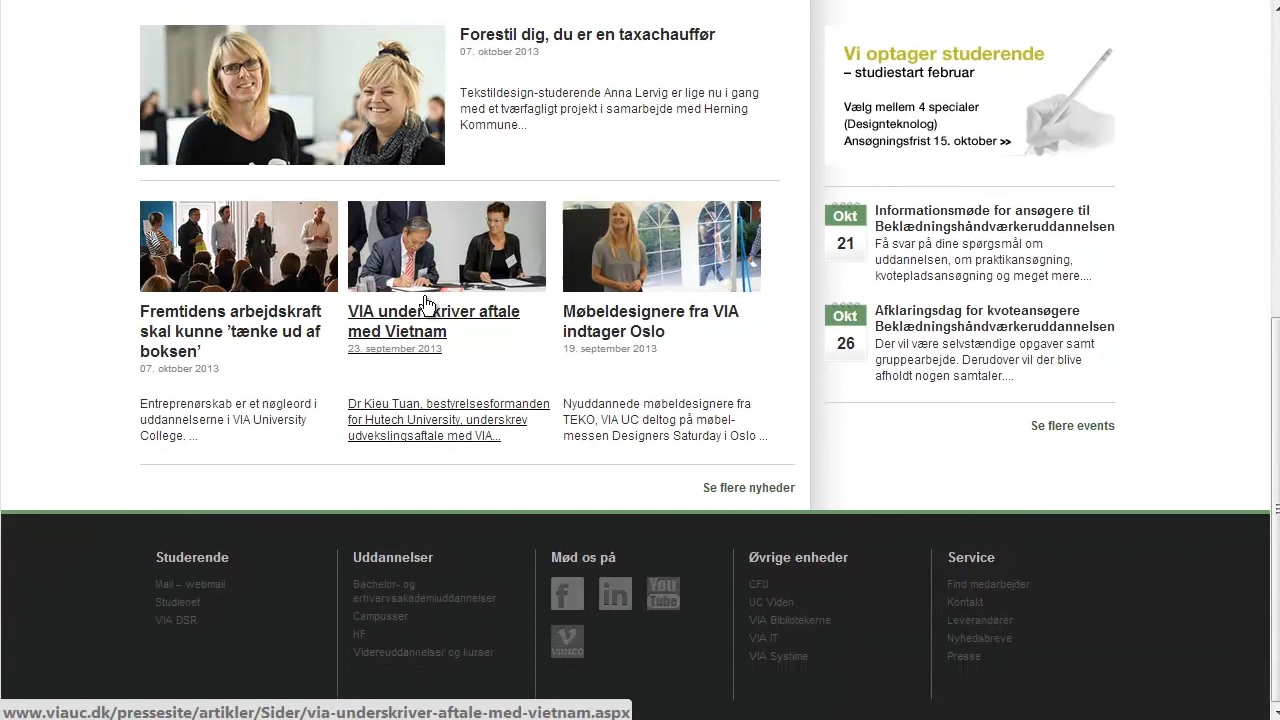 Forestil dig, du er en taxachauffør
07. oktober 2013
Tekstildesign-studerende Anna Lervig er lige nu i gang
med et tværfagligt projekt i samarbejde med Herning
Kommune...
Fremtidens arbejdskraft
skal kunne ’tænke ud af
boksen’
07. oktober 2013
Entreprenørskab er et nøgleord i
uddannelserne i VIA University
College. ...
VIA underskriver aftale
med Vietnam
23. september 2013
Dr Kieu Tuan, bestyrelsesformanden
for Hutech University, underskrev
udvekslingsaftale med VIA...
Møbeldesignere fra VIA
indtager Oslo
19. september 2013
Nyuddannede møbeldesignere fra
TEKO, VIA UC deltog på møbel-
messen Designers Saturday i Oslo ...
Se flere nyheder
Vi optager studerende
– studiestart februar
Vælg mellem 4 specialer
(Designteknolog)
Ansøgningsfrist 15. oktober >>
Okt
21
Informationsmøde for ansøgere til
Beklædningshåndværkeruddannelsen
Få svar på dine spørgsmål om
uddannelsen, om praktikansøgning,
kvotepladsansøgning og meget mere....
Okt
26
Afklaringsdag for kvoteansøgere
Beklædningshåndværkeruddannelsen
Der vil være selvstændige opgaver samt
gruppearbejde. Derudover vil der blive
afholdt nogen samtaler....
Se flere events
Studerende
Mail – webmail
Studienet
VIA DSR
Uddannelser
Bachelor- og
erhvervsakademiuddannelser
Campusser
HF
Videreuddannelser og kurser
Mød os på
f
in
You
Tube
vimeo
Øvrige enheder
CFU
UC Viden
VIA Bibliotekerne
VIA IT
VIA Systime
Service
Find medarbejder
Kontakt
Leverandører
Nyhedsbreve
Presse
www.viauc.dk/pressesite/artikler/Sider/via-underskriver-aftale-med-vietnam.aspx